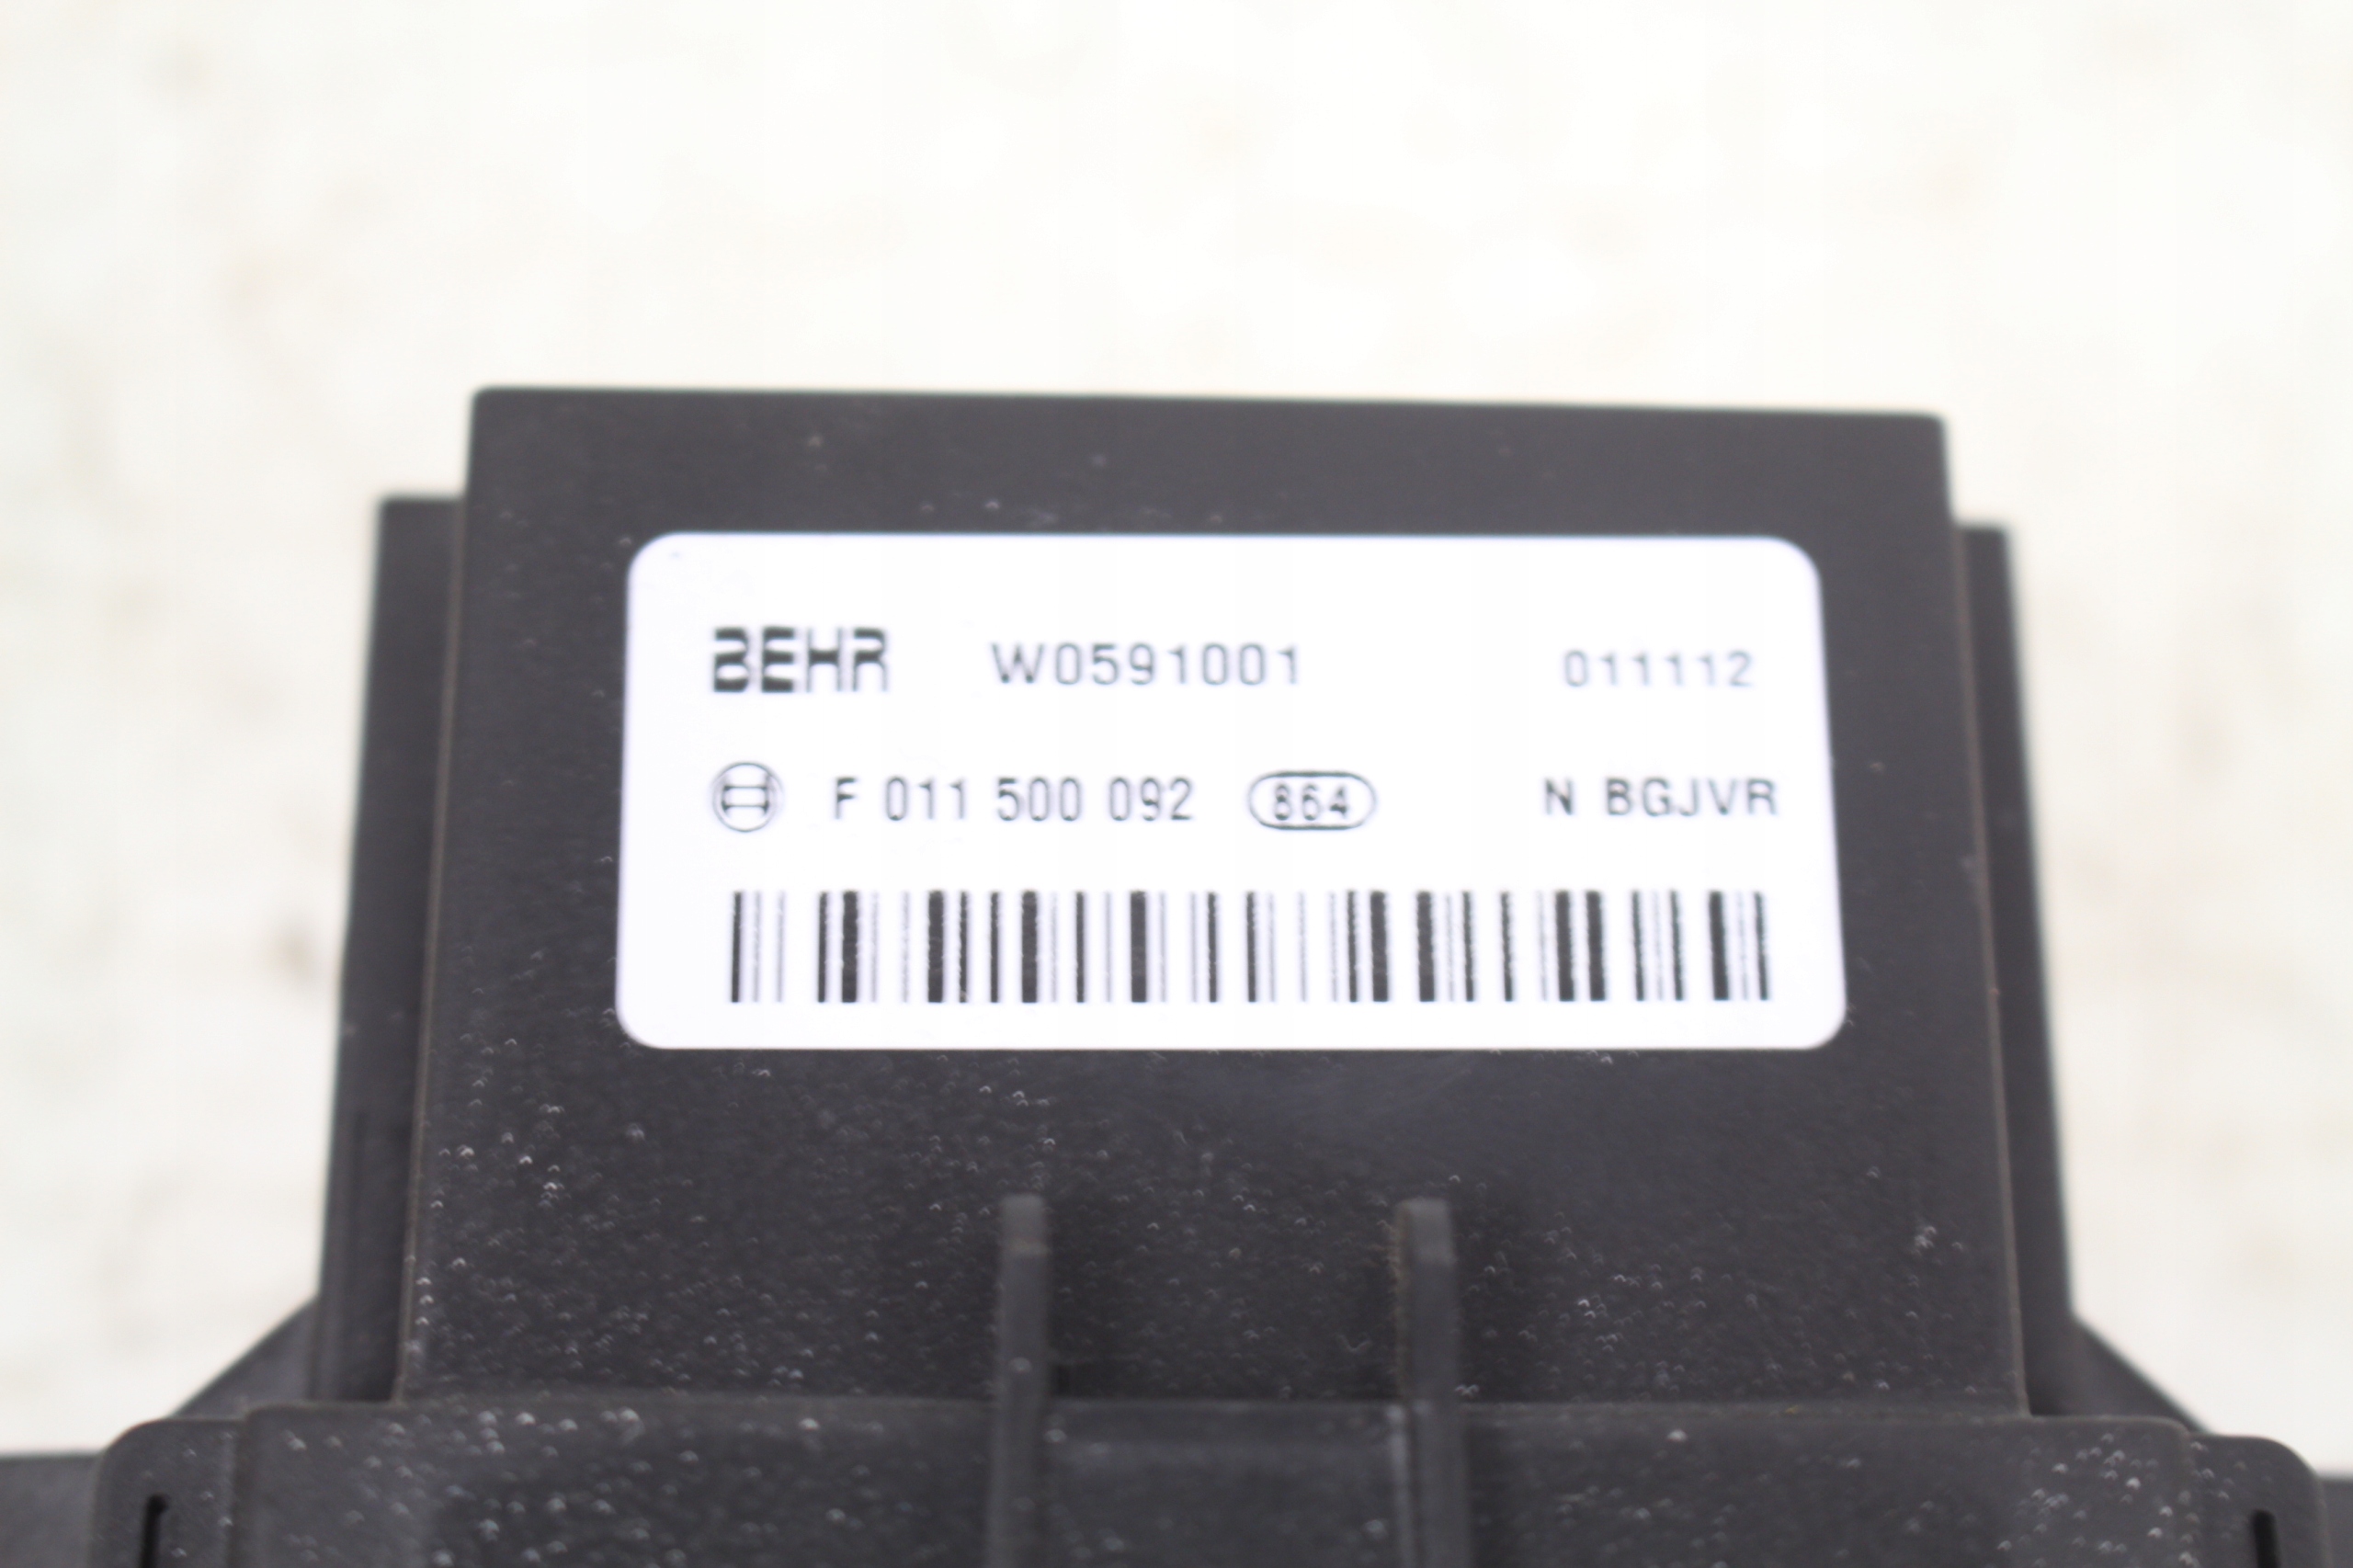 BEHR W0591001 011112
F 011 500 092 864 N BGJVR